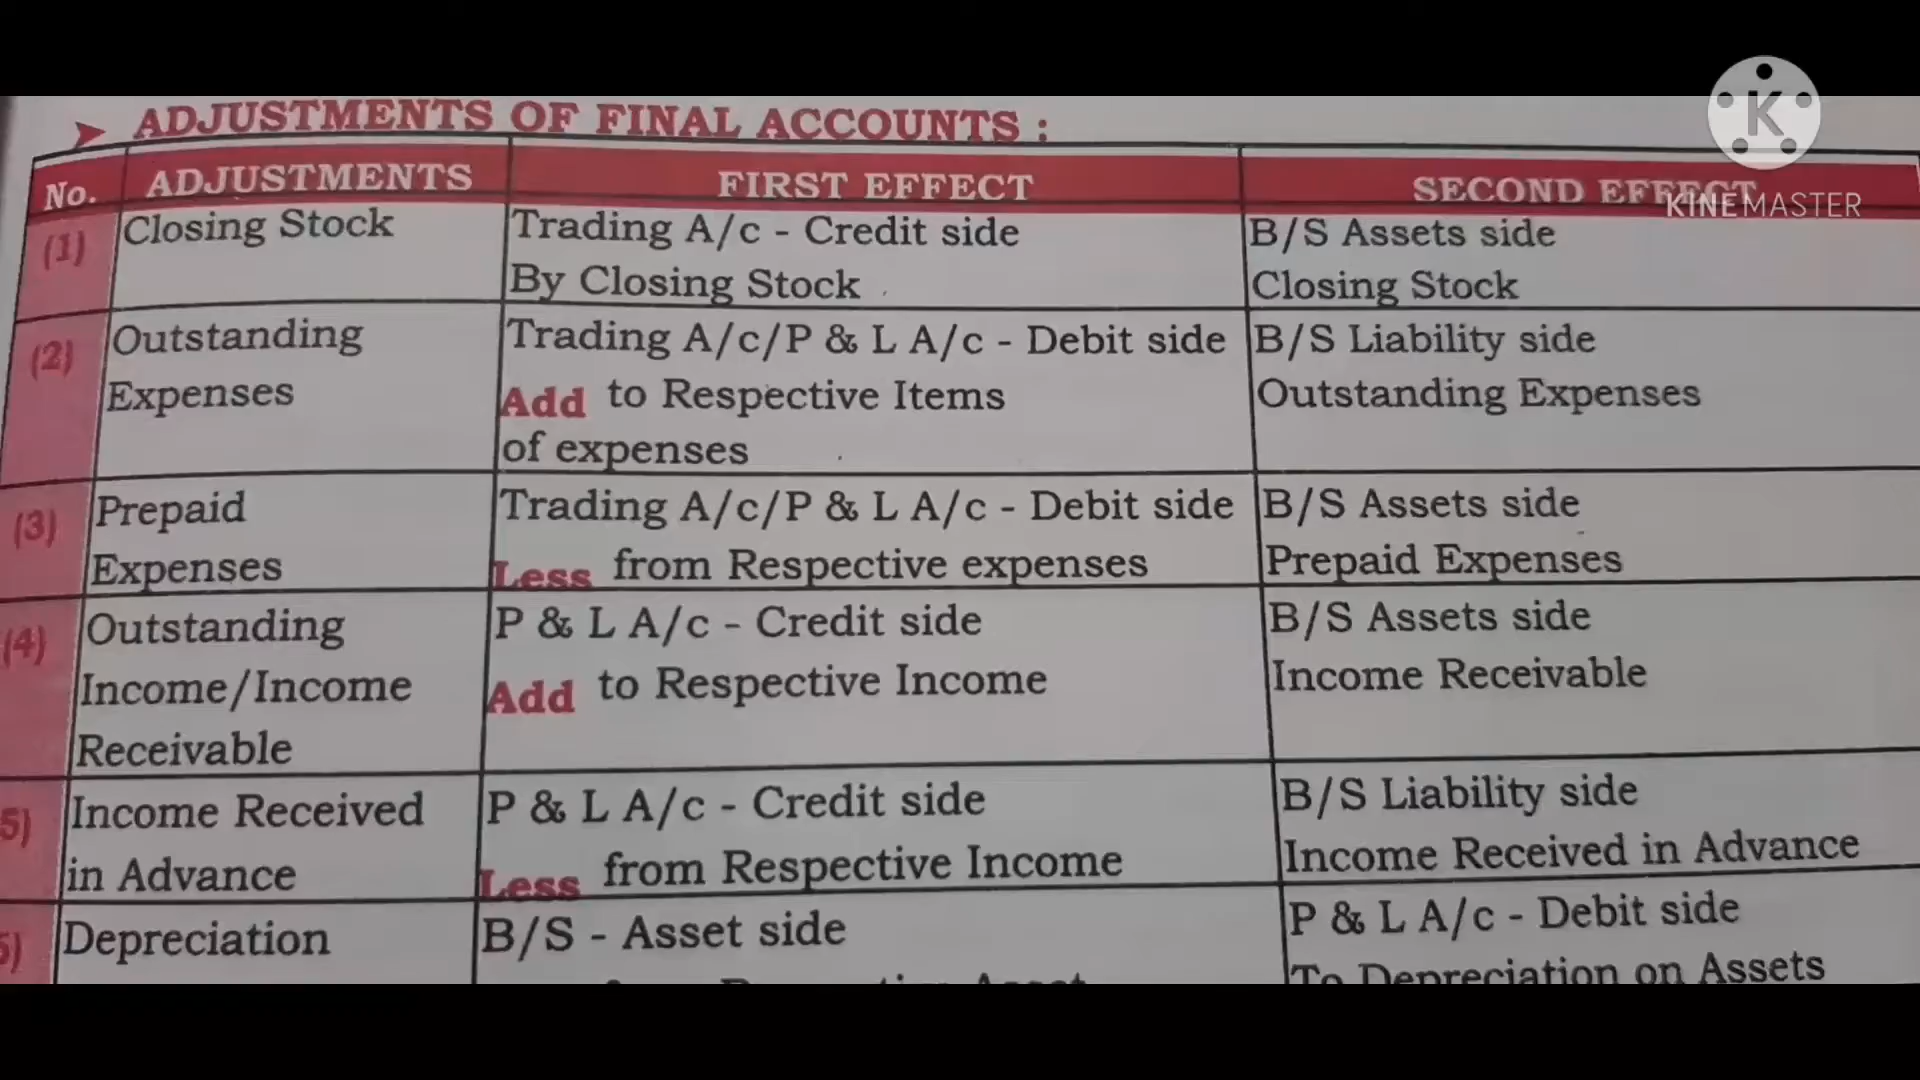 ADJUSTMENTS OF FINAL ACCOUNTS :
No. ADJUSTMENTS FIRST EFFECT SECOND EFFECT
KINEMASTER
(1) Closing Stock Trading A/c - Credit side B/S Assets side
By Closing Stock Closing Stock
(2) Outstanding Trading A/c/P & L A/c - Debit side B/S Liability side
Expenses Add to Respective Items Outstanding Expenses
of expenses
(3) Prepaid Trading A/c/P & L A/c - Debit side B/S Assets side
Expenses Less from Respective expenses Prepaid Expenses
(4) Outstanding P & L A/c - Credit side B/S Assets side
Income/Income Add to Respective Income Income Receivable
Receivable
5) Income Received P & L A/c - Credit side B/S Liability side
in Advance Less from Respective Income Income Received in Advance
Depreciation B/S - Asset side P & L A/c - Debit side
To Depreciation on Assets